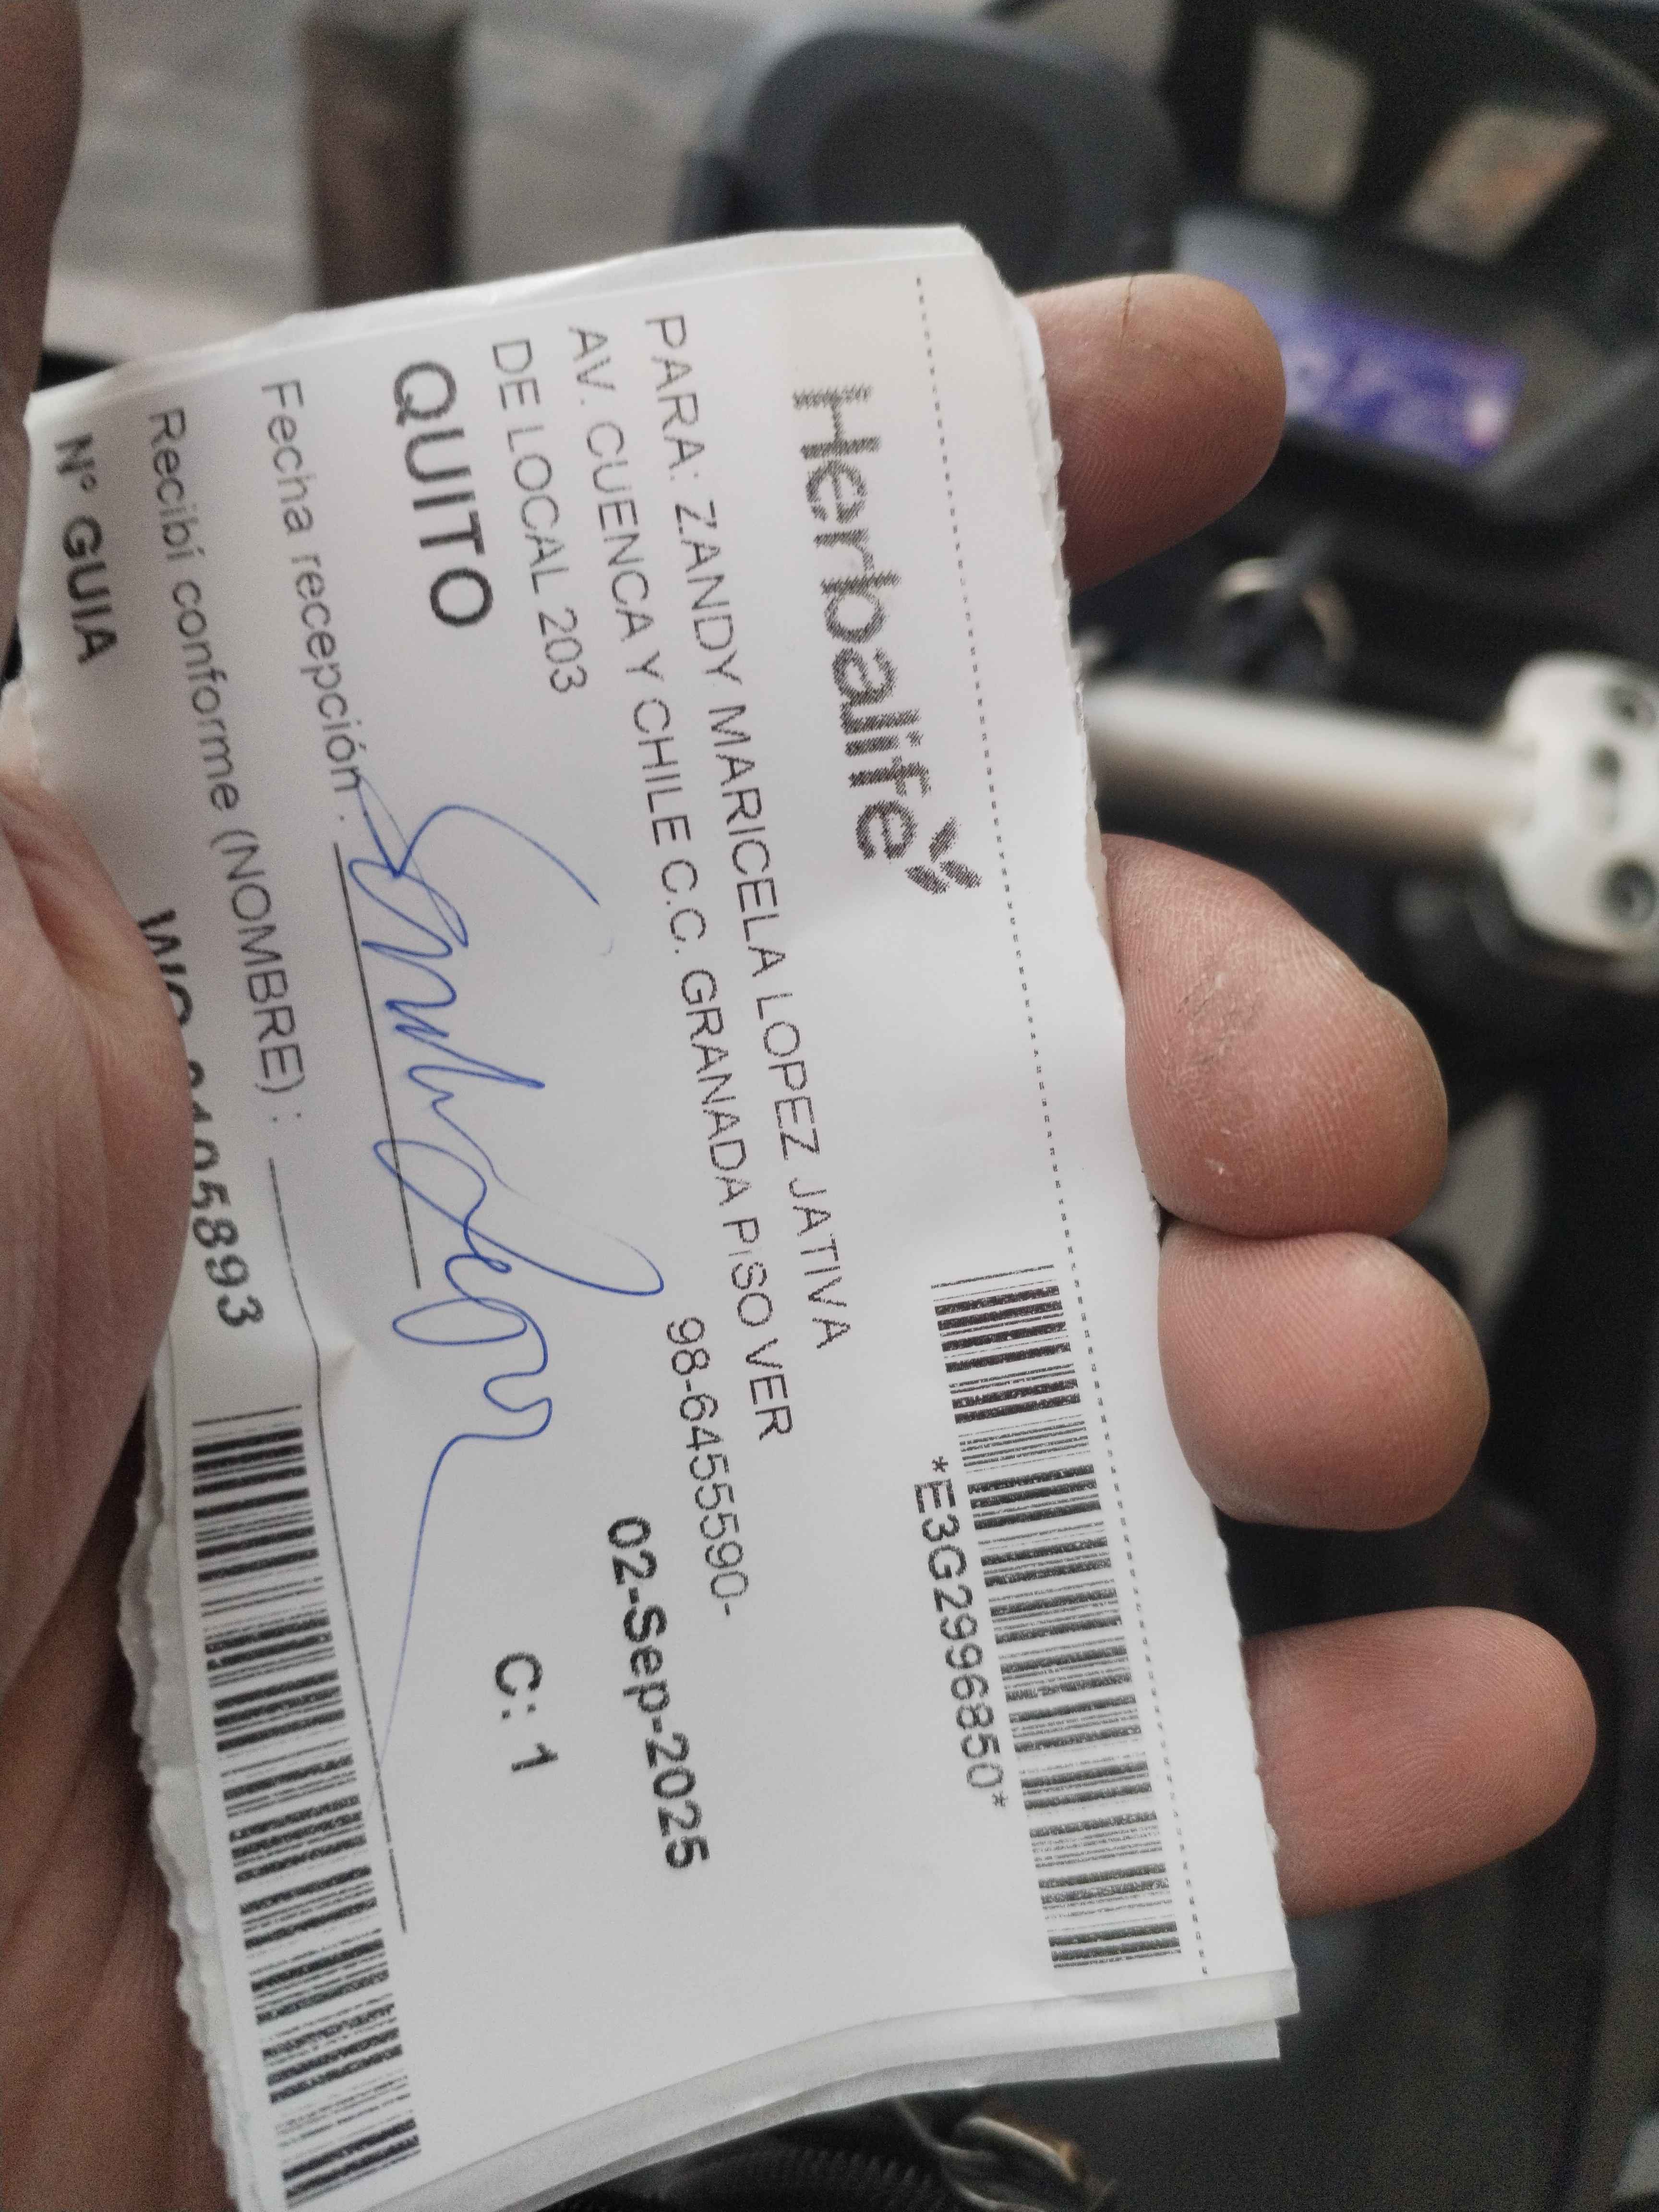 Herbalife
*E3G2996850*
PARA: ZANDY MARICELA LOPEZ JATIVA
AV. CUENCA Y CHILE C.C. GRANADA PISO VER
DE LOCAL 203
98-6455590-
QUITO
02-Sep-2025
C: 1
Fecha recepción :
Recibí conforme (NOMBRE) :
N° GUIA
5893